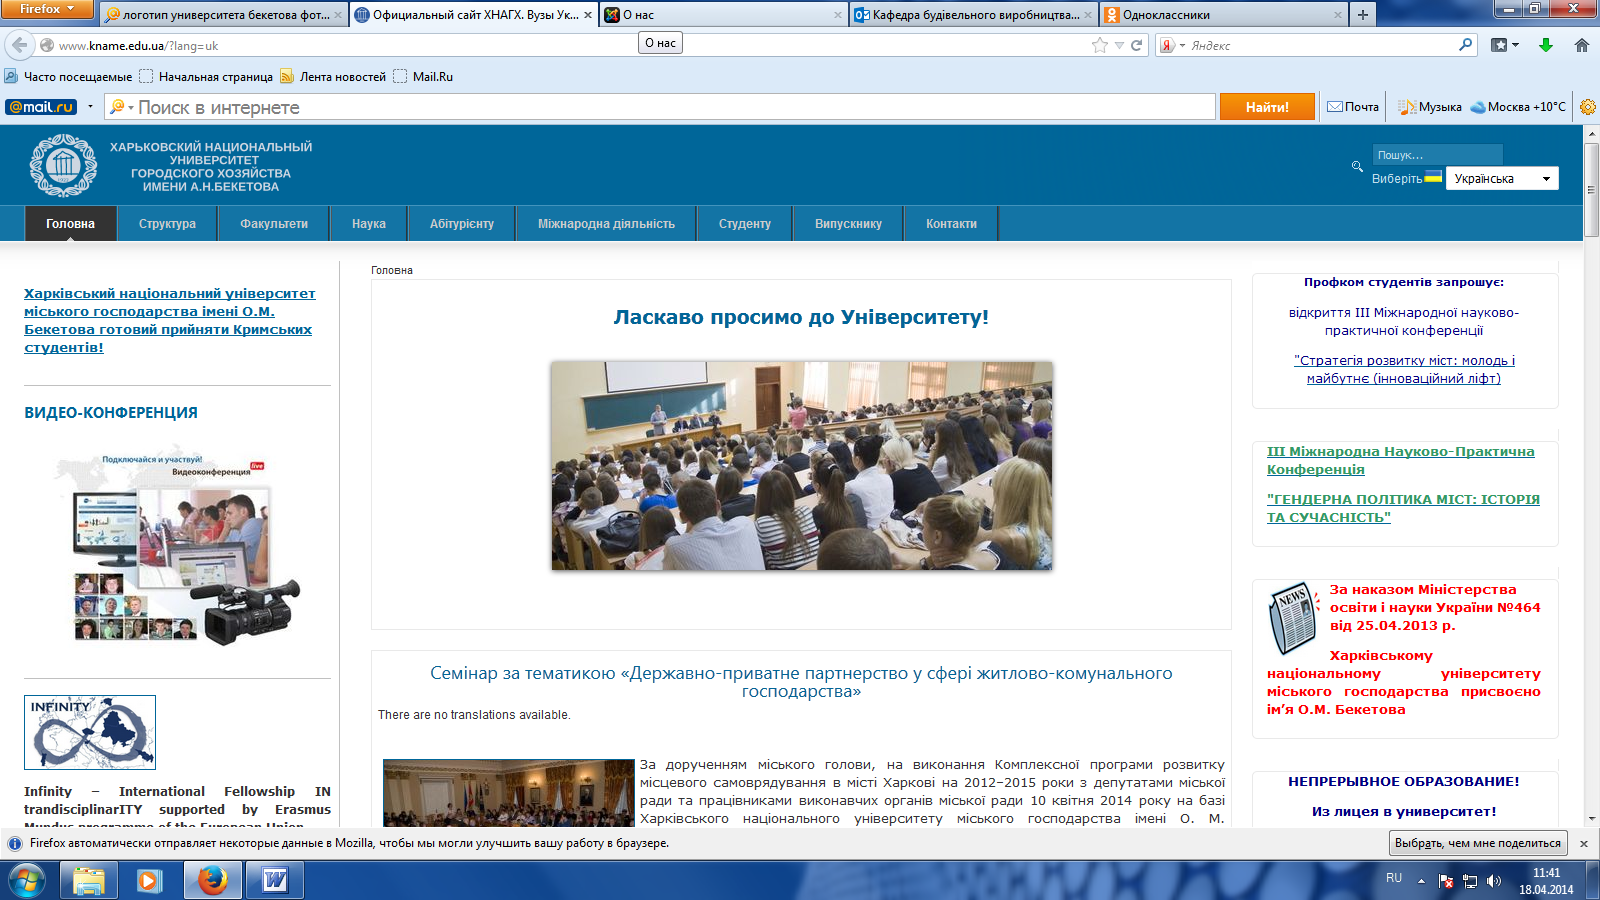 Firefox
логотип университета бекетова фот...
Официальный сайт ХНАГХ. Вузы Ук...
О нас
Кафедра будівельного виробництва...
Одноклассники
www.kname.edu.ua/?lang=uk
О нас
Яндекс
Часто посещаемые
Начальная страница
Лента новостей
Mail.Ru
@mail.ru
Поиск в интернете
Найти!
Почта
Музыка
Москва +10°C
ХАРЬКОВСКИЙ НАЦИОНАЛЬНЫЙ
УНИВЕРСИТЕТ
ГОРОДСКОГО ХОЗЯЙСТВА
ИМЕНИ А.Н.БЕКЕТОВА
Пошук...
Виберіть
Українська
Головна
Структура
Факультети
Наука
Абітурієнту
Міжнародна діяльність
Студенту
Випускнику
Контакти
Харківський національний університет
міського господарства імені О.М.
Бекетова готовий прийняти Кримських
студентів!
ВИДЕО-КОНФЕРЕНЦИЯ
Подключайся и участвуй!
Видеоконференция live
INFINITY
Infinity – International Fellowship IN
trandisciplinarITY supported by Erasmus
Mundus programme of the European Union
Головна
Ласкаво просимо до Університету!
Семінар за тематикою «Державно-приватне партнерство у сфері житлово-комунального
господарства»
There are no translations available.
За дорученням міського голови, на виконання Комплексної програми розвитку
місцевого самоврядування в місті Харкові на 2012–2015 роки з депутатами міської
ради та працівниками виконавчих органів міської ради 10 квітня 2014 року на базі
Харківського національного університету міського господарства імені О. М.
Профком студентів запрошує:
відкриття III Міжнародної науково-
практичної конференції
"Стратегія розвитку міст: молодь і
майбутнє (інноваційний ліфт)
III Міжнародна Науково-Практична
Конференція
"ГЕНДЕРНА ПОЛІТИКА МІСТ: ІСТОРІЯ
ТА СУЧАСНІСТЬ"
NEWS
За наказом Міністерства
освіти і науки України №464
від 25.04.2013 р.
Харківському
національному університету
міського господарства присвоєно
ім’я О.М. Бекетова
НЕПРЕРЫВНОЕ ОБРАЗОВАНИЕ!
Из лицея в университет!
Firefox автоматически отправляет некоторые данные в Mozilla, чтобы мы могли улучшить вашу работу в браузере.
Выбрать, чем мне поделиться
RU
11:41
18.04.2014